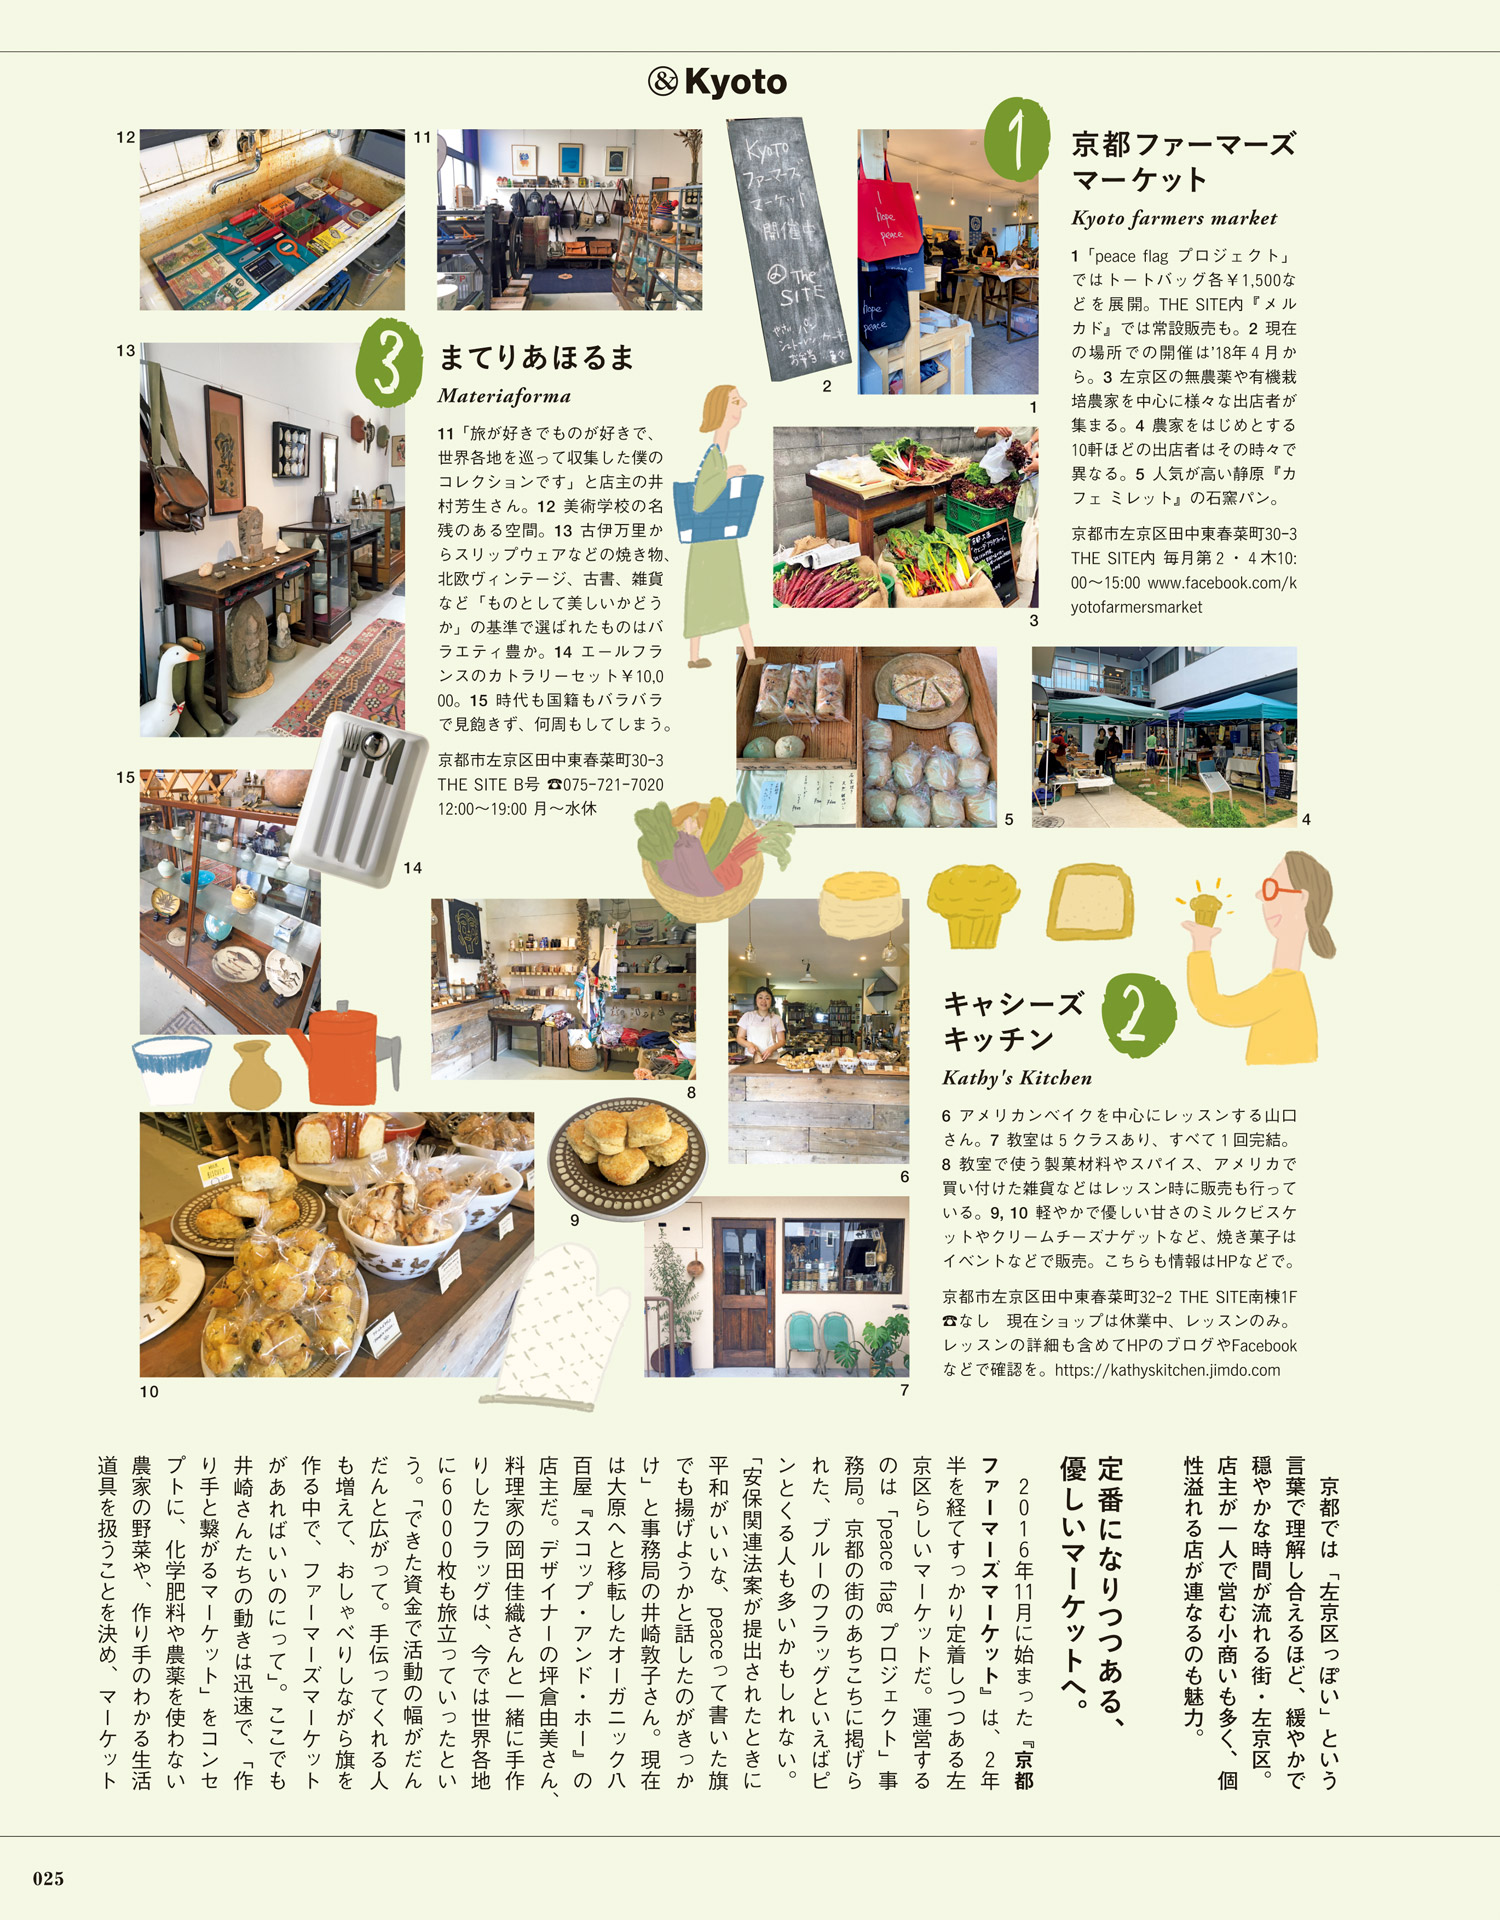 &Kyoto
1
京都ファーマーズ
マーケット
Kyoto farmers market
1「peace flag プロジェクト」
ではトートバッグ各￥1,500な
どを展開。THE SITE内『メル
カド』では常設販売も。2 現在
の場所での開催は’18年４月か
ら。3 左京区の無農薬や有機栽
培農家を中心に様々な出店者が
集まる。4 農家をはじめとする
10軒ほどの出店者はその時々で
異なる。5 人気が高い静原『カ
フェ ミレット』の石窯パン。
京都市左京区田中東春菜町30-3
THE SITE内 毎月第２・４木10:
00〜15:00 www.facebook.com/k
yotofarmersmarket
I
hope
peace
I
hope
peace
1
KYOTO
ファーマーズ
マーケット
開催中
@ The
SITE
2
3
4
5
12
11
13
3
まてりあほるま
Materiaforma
11「旅が好きでものが好きで、
世界各地を巡って収集した僕の
コレクションです」と店主の井
村芳生さん。12 美術学校の名
残のある空間。13 古伊万里か
らスリップウェアなどの焼き物、
北欧ヴィンテージ、古書、雑貨
など「ものとして美しいかどう
か」の基準で選ばれたものはバ
ラエティ豊か。14 エールフラ
ンスのカトラリーセット￥10,0
00。15 時代も国籍もバラバラ
で見飽きず、何周もしてしまう。
京都市左京区田中東春菜町30-3
THE SITE B号 ☎075-721-7020
12:00〜19:00 月〜水休
15
14
2
キャシーズ
キッチン
Kathy's Kitchen
6 アメリカンベイクを中心にレッスンする山口
さん。7 教室は５クラスあり、すべて１回完結。
8 教室で使う製菓材料やスパイス、アメリカで
買い付けた雑貨などはレッスン時に販売も行って
いる。9, 10 軽やかで優しい甘さのミルクビスケ
ットやクリームチーズナゲットなど、焼き菓子は
イベントなどで販売。こちらも情報はHPなどで。
京都市左京区田中東春菜町32-2 THE SITE南棟1F
☎なし　現在ショップは休業中、レッスンのみ。
レッスンの詳細も含めてHPのブログやFacebook
などで確認を。https://kathyskitchen.jimdo.com
8
6
9
10
7
京都では「左京区っぽい」という
言葉で理解し合えるほど、緩やかで
穏やかな時間が流れる街・左京区。
店主が一人で営む小商いも多く、個
性溢れる店が連なるのも魅力。
定番になりつつある、
優しいマーケットへ。
２０１６年11月に始まった『京都
ファーマーズマーケット』は、２年
半を経てすっかり定着しつつある左
京区らしいマーケットだ。運営する
のは「peace flag プロジェクト」事
務局。京都の街のあちこちに掲げら
れた、ブルーのフラッグといえばピ
ンとくる人も多いかもしれない。
「安保関連法案が提出されたときに
平和がいいな、peaceって書いた旗
でも揚げようかと話したのがきっか
け」と事務局の井崎敦子さん。現在
は大原へと移転したオーガニック八
百屋『スコップ・アンド・ホー』の
店主だ。デザイナーの坪倉由美さん、
料理家の岡田佳織さんと一緒に手作
りしたフラッグは、今では世界各地
に６０００枚も旅立っていったとい
う。「できた資金で活動の幅がだん
だんと広がって。手伝ってくれる人
も増えて、おしゃべりしながら旗を
作る中で、ファーマーズマーケット
があればいいのにって」。ここでも
井崎さんたちの動きは迅速で、「作
り手と繋がるマーケット」をコンセ
プトに、化学肥料や農薬を使わない
農家の野菜や、作り手のわかる生活
道具を扱うことを決め、マーケット
025